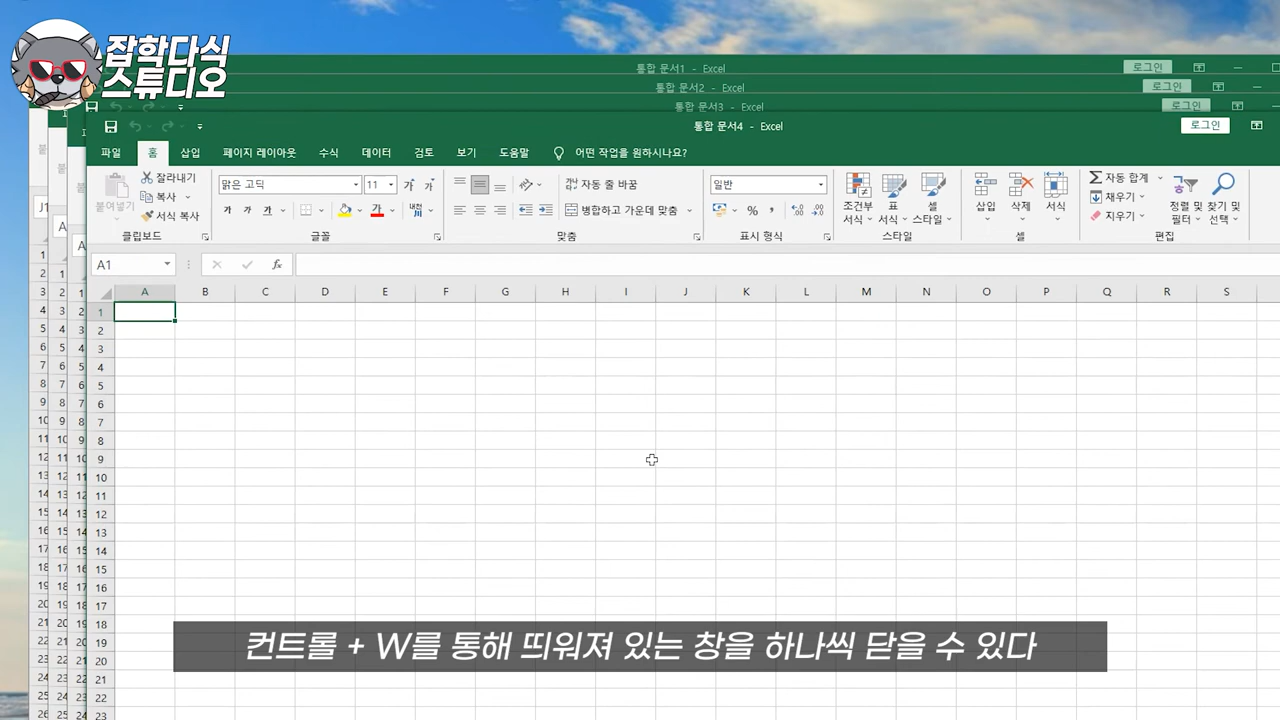 잡학다식
스튜디오
통합 문서1 - Excel
로그인
통합 문서2 - Excel
로그인
통합 문서3 - Excel
로그인
통합 문서4 - Excel
로그인
파일 홈 삽입 페이지 레이아웃 수식 데이터 검토 보기 도움말 어떤 작업을 원하시나요?
붙여넣기
잘라내기
복사
서식 복사
클립보드
맑은 고딕 11 가 가
가 가 가 가 내천
글꼴
자동 줄 바꿈
병합하고 가운데 맞춤
맞춤
일반
%
표시 형식
조건부 서식
표 서식
셀 스타일
스타일
삽입 삭제 서식
셀
자동 합계
채우기
지우기
정렬 및 필터
찾기 및 선택
편집
A1 fx
A B C D E F G H I J K L M N O P Q R S
1
2
3
4
5
6
7
8
9
10
11
12
13
14
15
16
17
18
19
20
21
22
23
컨트롤 + W를 통해 띄워져 있는 창을 하나씩 닫을 수 있다